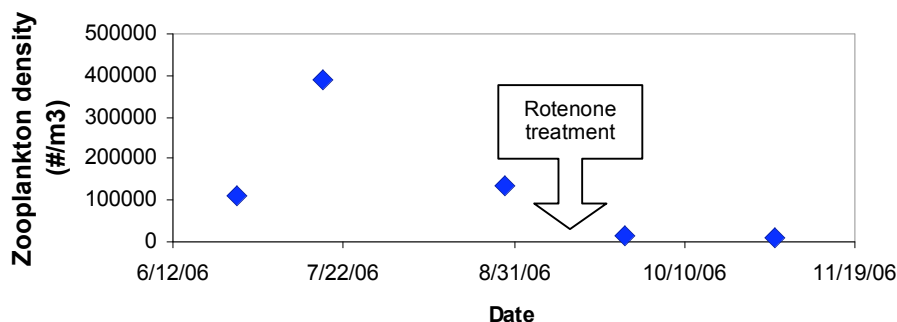 Zooplankton density
(#/m3)
500000
400000
300000
200000
100000
0
Rotenone
treatment
6/12/06 7/22/06 8/31/06 10/10/06 11/19/06
Date